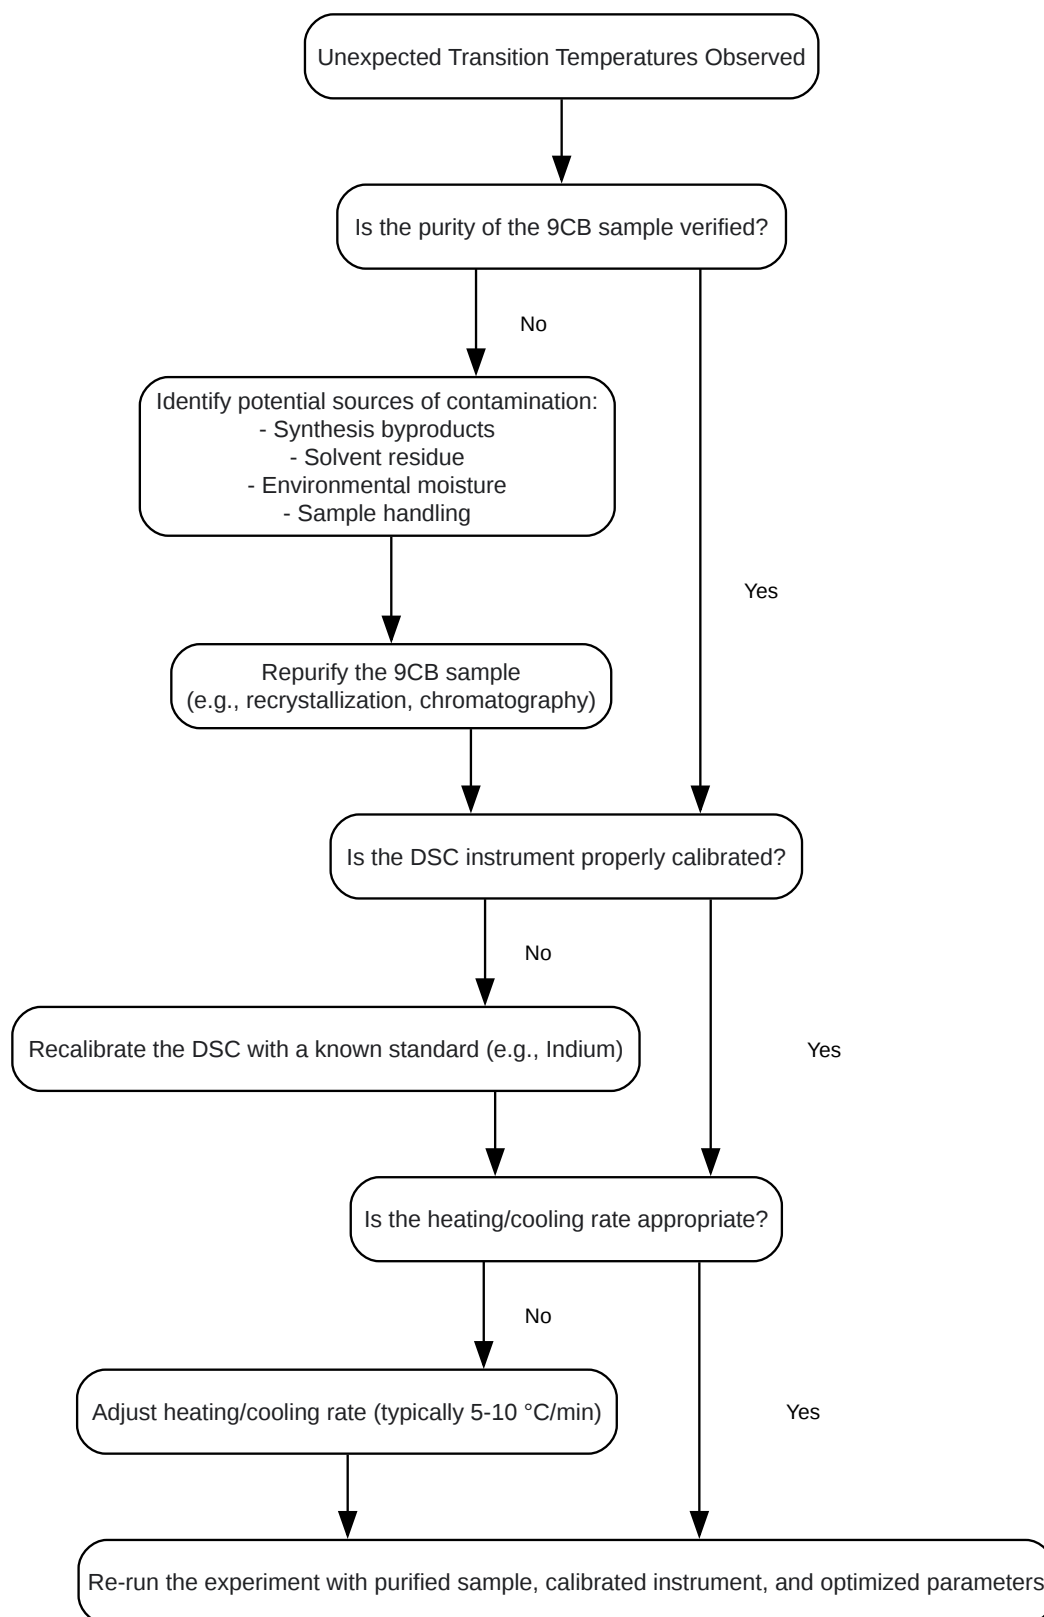 Unexpected Transition Temperatures Observed
Is the purity of the 9CB sample verified?
No
Identify potential sources of contamination:
- Synthesis byproducts
- Solvent residue
- Environmental moisture
- Sample handling
Yes
Repurify the 9CB sample
(e.g., recrystallization, chromatography)
Is the DSC instrument properly calibrated?
No
Recalibrate the DSC with a known standard (e.g., Indium)
Yes
Is the heating/cooling rate appropriate?
No
Adjust heating/cooling rate (typically 5-10 °C/min)
Yes
Re-run the experiment with purified sample, calibrated instrument, and optimized parameters